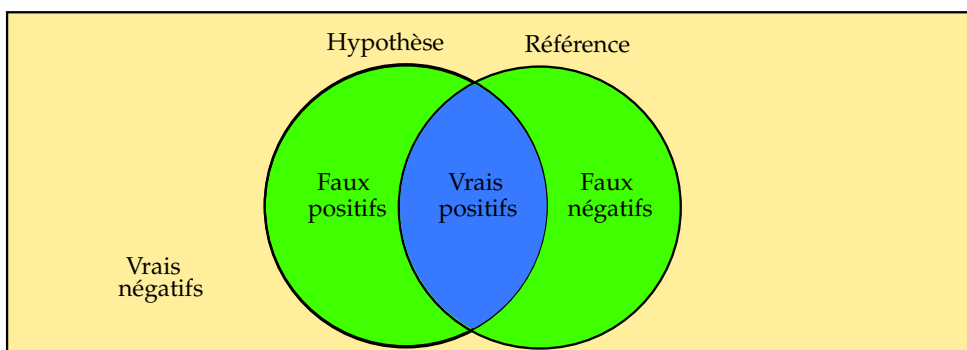 Hypothèse
Référence
Faux
positifs
Vrais
positifs
Faux
négatifs
Vrais
négatifs